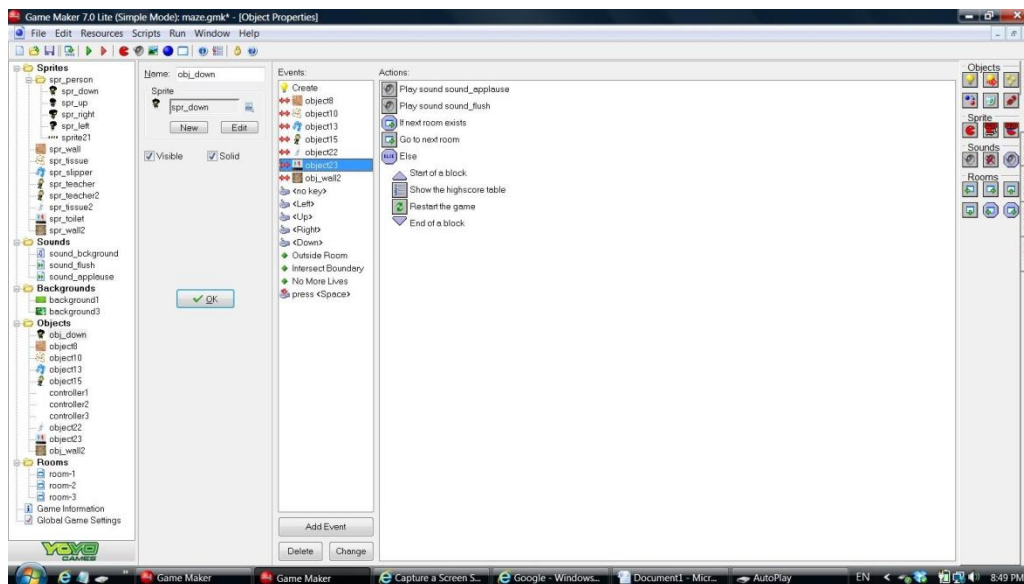 Game Maker 7.0 Lite (Simple Mode): maze.gmk* - [Object Properties]
File Edit Resources Scripts Run Window Help
Sprites
spr_person
spr_down
spr_up
spr_right
spr_left
sprite21
spr_wall
spr_tissue
spr_slipper
spr_teacher
spr_teacher2
spr_tissue2
spr_toilet
spr_wall2
Sounds
sound_bckground
sound_flush
sound_applause
Backgrounds
background1
background3
Objects
obj_down
object8
object10
object13
object15
controller1
controller2
controller3
object22
object23
obj_wall2
Rooms
room-1
room-2
room-3
Game Information
Global Game Settings
YOYO
GAMES
Name: obj_down
Sprite
spr_down
New Edit
Visible Solid
OK
Events:
Create
object8
object10
object13
object15
object22
object23
obj_wall2
<no key>
<Left>
<Up>
<Right>
<Down>
Outside Room
Intersect Boundary
No More Lives
press <Space>
Add Event
Delete Change
Actions:
Play sound sound_applause
Play sound sound_flush
If next room exists
Go to next room
ELSE Else
Start of a block
Show the highscore table
Restart the game
End of a block
Objects
Sprite
Sounds
Rooms
Game Maker
Game Maker
Capture a Screen S...
Google - Windows...
Document1 - Micr...
AutoPlay
EN
8:49 PM